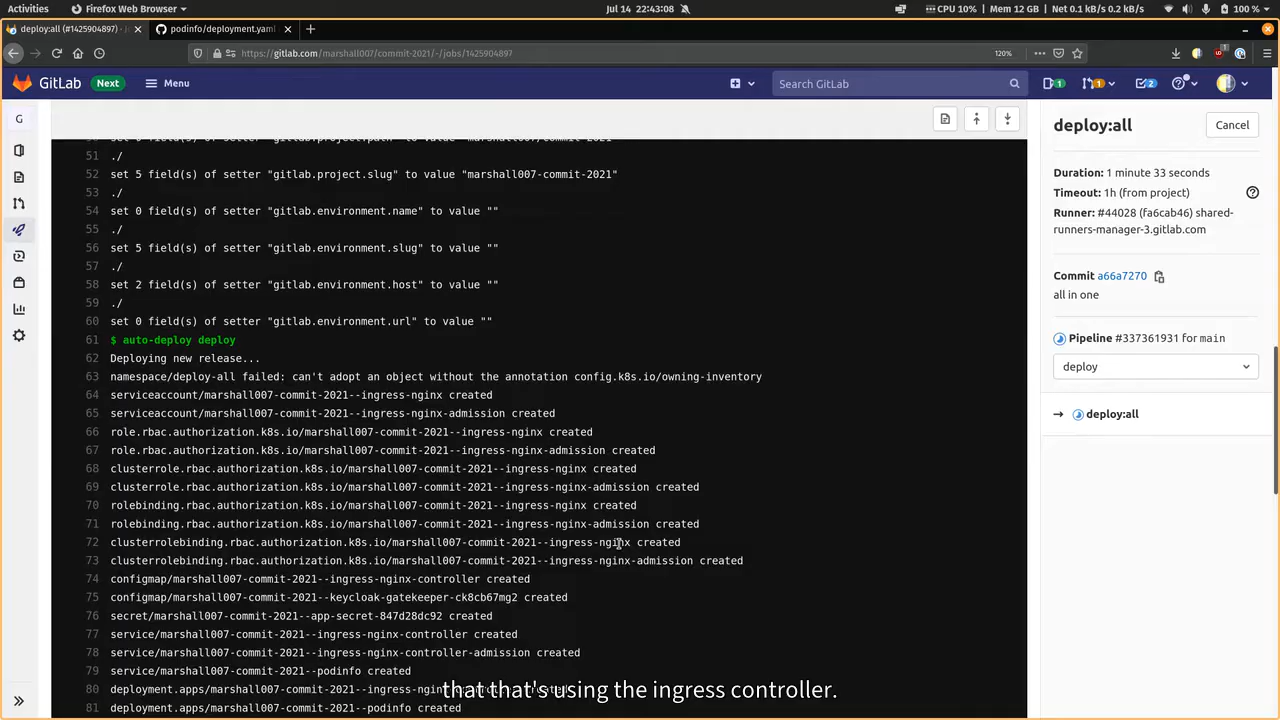 Activities
Firefox Web Browser
Jul 14 22:43:08
CPU 10% | Mem 12 GB | Net 0.1 kB/s 0.2 kB/s
100 %
deploy:all (#1425904897) ·
podinfo/deployment.yaml
https://gitlab.com/marshall007/commit-2021/-/jobs/1425904897
120%
GitLab
Next
Menu
Search GitLab
1
1
2
G
51 ./
52 set 5 field(s) of setter "gitlab.project.slug" to value "marshall007-commit-2021"
53 ./
54 set 0 field(s) of setter "gitlab.environment.name" to value ""
55 ./
56 set 5 field(s) of setter "gitlab.environment.slug" to value ""
57 ./
58 set 2 field(s) of setter "gitlab.environment.host" to value ""
59 ./
60 set 0 field(s) of setter "gitlab.environment.url" to value ""
61 $ auto-deploy deploy
62 Deploying new release...
63 namespace/deploy-all failed: can't adopt an object without the annotation config.k8s.io/owning-inventory
64 serviceaccount/marshall007-commit-2021--ingress-nginx created
65 serviceaccount/marshall007-commit-2021--ingress-nginx-admission created
66 role.rbac.authorization.k8s.io/marshall007-commit-2021--ingress-nginx created
67 role.rbac.authorization.k8s.io/marshall007-commit-2021--ingress-nginx-admission created
68 clusterrole.rbac.authorization.k8s.io/marshall007-commit-2021--ingress-nginx created
69 clusterrole.rbac.authorization.k8s.io/marshall007-commit-2021--ingress-nginx-admission created
70 rolebinding.rbac.authorization.k8s.io/marshall007-commit-2021--ingress-nginx created
71 rolebinding.rbac.authorization.k8s.io/marshall007-commit-2021--ingress-nginx-admission created
72 clusterrolebinding.rbac.authorization.k8s.io/marshall007-commit-2021--ingress-nginx created
73 clusterrolebinding.rbac.authorization.k8s.io/marshall007-commit-2021--ingress-nginx-admission created
74 configmap/marshall007-commit-2021--ingress-nginx-controller created
75 configmap/marshall007-commit-2021--keycloak-gatekeeper-ck8cb67mg2 created
76 secret/marshall007-commit-2021--app-secret-847d28dc92 created
77 service/marshall007-commit-2021--ingress-nginx-controller created
78 service/marshall007-commit-2021--ingress-nginx-controller-admission created
79 service/marshall007-commit-2021--podinfo created
80 deployment.apps/marshall007-commit-2021--ingress-ngi
81 deployment.apps/marshall007-commit-2021--podinfo created
that that's using the ingress controller.
deploy:all
Cancel
Duration: 1 minute 33 seconds
Timeout: 1h (from project)
Runner: #44028 (fa6cab46) shared-
runners-manager-3.gitlab.com
Commit a66a7270
all in one
Pipeline #337361931 for main
deploy
deploy:all